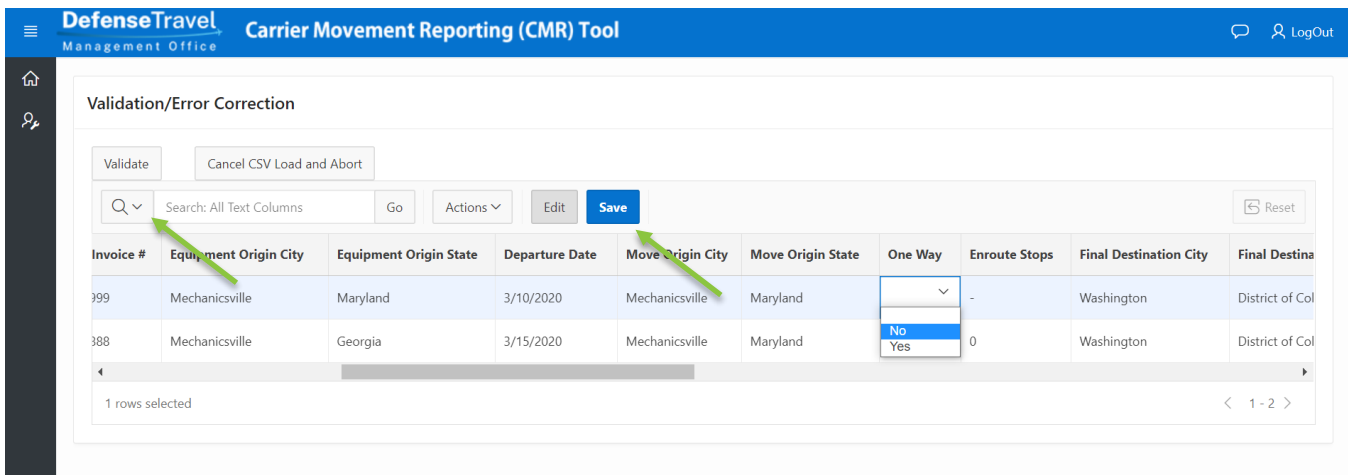 DefenseTravel
Management Office
Carrier Movement Reporting (CMR) Tool
LogOut
Validation/Error Correction
Validate Cancel CSV Load and Abort
Search: All Text Columns Go Actions Edit Save Reset
Invoice # Equipment Origin City Equipment Origin State Departure Date Move Origin City Move Origin State One Way Enroute Stops Final Destination City Final Destina
999 Mechanicsville Maryland 3/10/2020 Mechanicsville Maryland - Washington District of Col
No
Yes
888 Mechanicsville Georgia 3/15/2020 Mechanicsville Maryland 0 Washington District of Col
1 rows selected 1 - 2